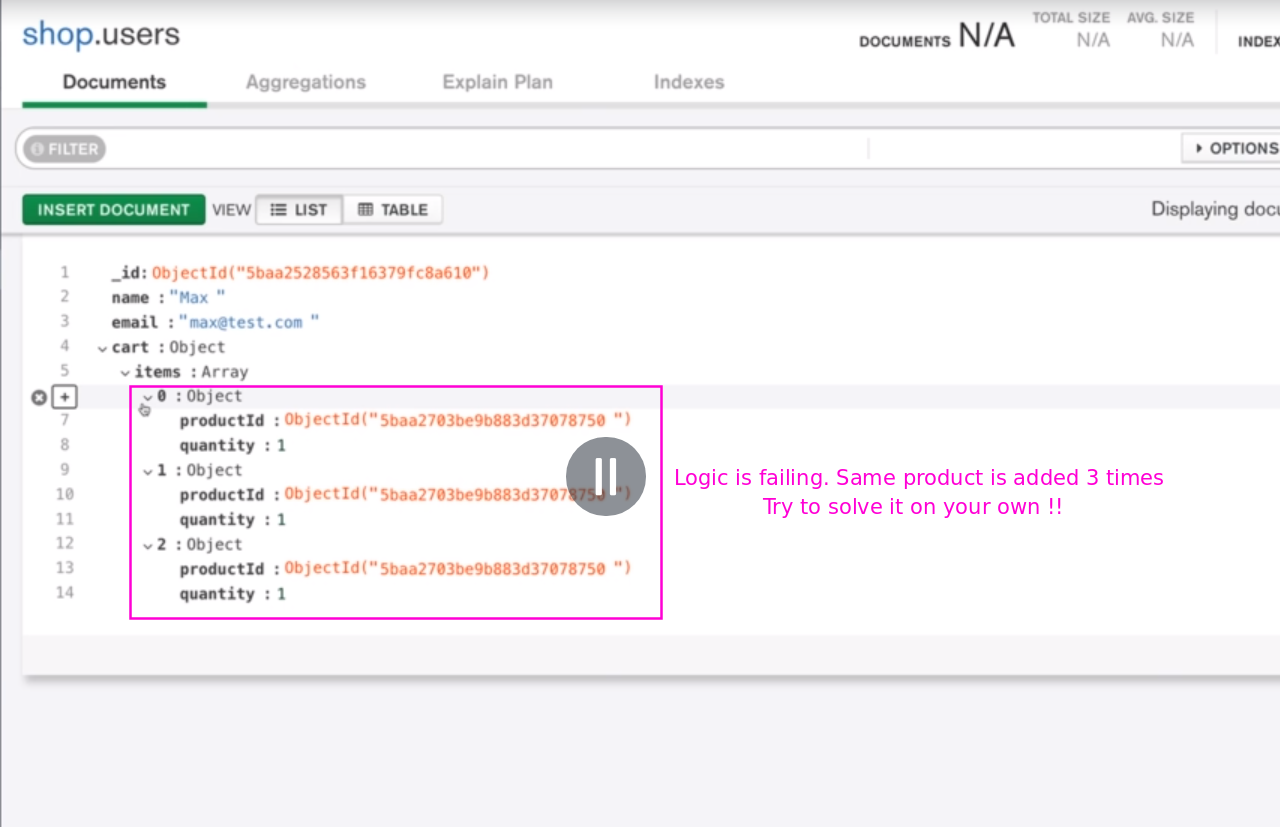 shop.users
DOCUMENTS N/A
TOTAL SIZE
N/A
AVG. SIZE
N/A
INDEX
Documents
Aggregations
Explain Plan
Indexes
FILTER
OPTIONS
INSERT DOCUMENT
VIEW
LIST
TABLE
Displaying docu
1 _id: ObjectId("5baa2528563f16379fc8a610")
2 name : "Max "
3 email : "max@test.com "
4 cart : Object
5 items : Array
+ 0 : Object
7 productId : ObjectId("5baa2703be9b883d37078750 ")
8 quantity : 1
9 1 : Object
10 productId : ObjectId("5baa2703be9b883d37078750 ")
11 quantity : 1
12 2 : Object
13 productId : ObjectId("5baa2703be9b883d37078750 ")
14 quantity : 1
Logic is failing. Same product is added 3 times
Try to solve it on your own !!